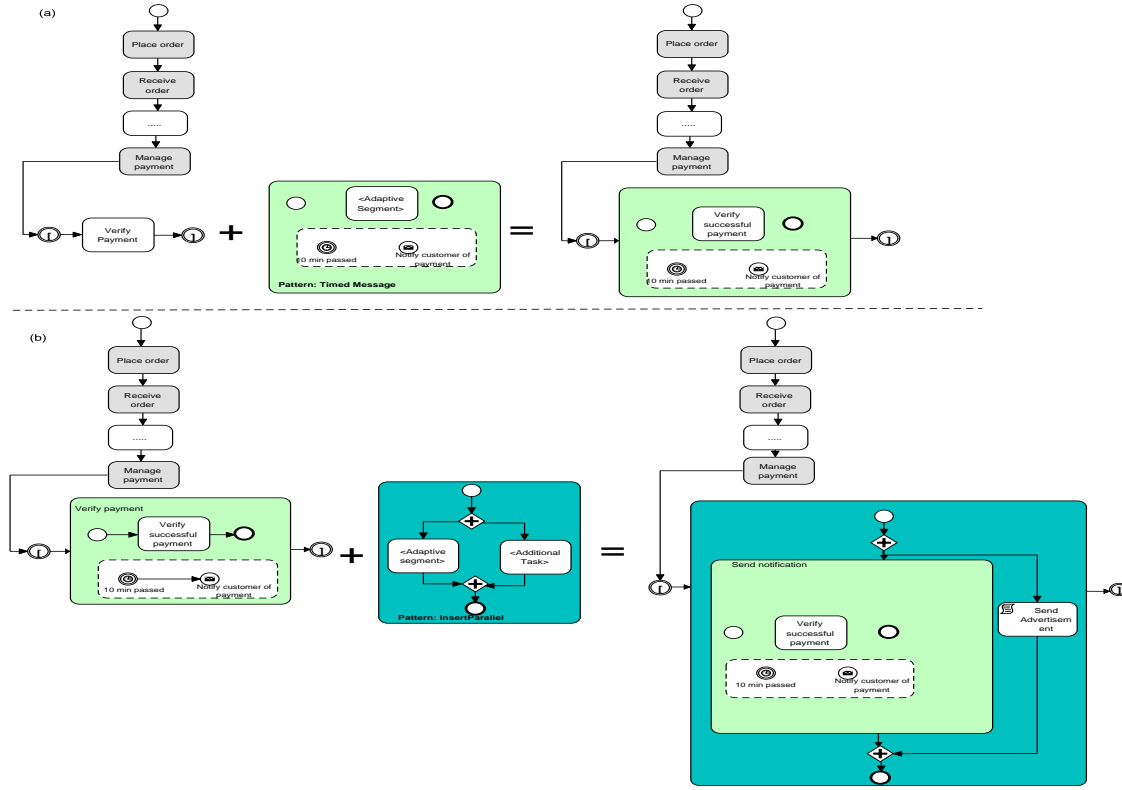 (a)
Place order
Receive
order
.....
Manage
payment
Verify
Payment
+
<Adaptive
Segment>
10 min passed
Notify customer of
payment
Pattern: Timed Message
=
Place order
Receive
order
.....
Manage
payment
Verify
successful
payment
10 min passed
Notify customer of
payment
(b)
Place order
Receive
order
.....
Manage
payment
Verify payment
Verify
successful
payment
10 min passed
Notify customer of
payment
+
<Adaptive
segment>
<Additional
Task>
Pattern: InsertParallel
=
Place order
Receive
order
.....
Manage
payment
Send notification
Verify
successful
payment
10 min passed
Notify customer of
payment
Send
Advertisem
ent